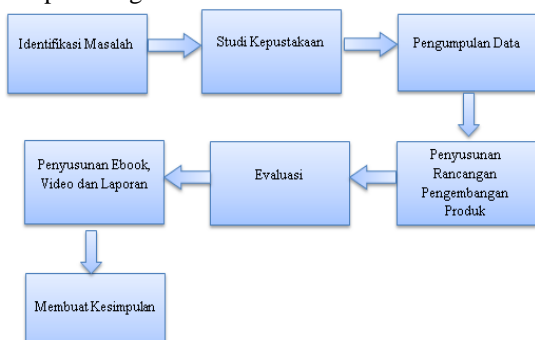 Identifikasi Masalah
Studi Kepustakaan
Pengumpulan Data
Penyusunan
Rancangan
Pengembangan
Produk
Evaluasi
Penyusunan Ebook,
Video dan Laporan
Membuat Kesimpulan